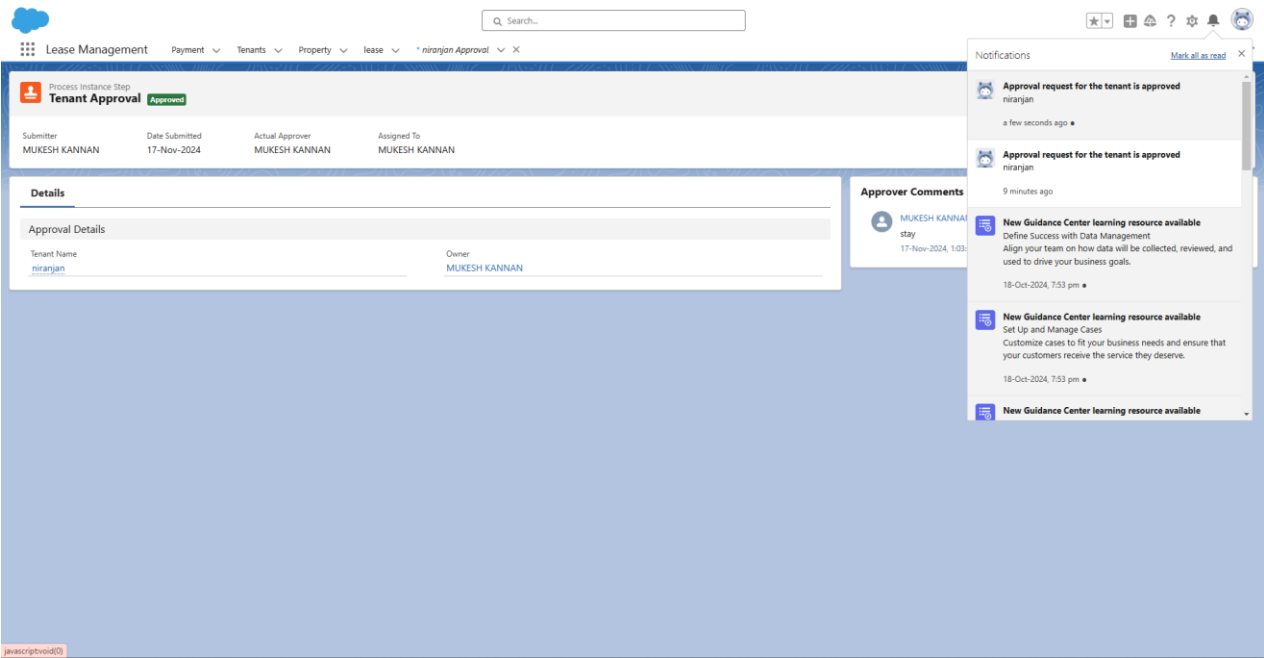 Search...
Lease Management Payment Tenants Property lease * niranjan Approval
Process Instance Step
Tenant Approval Approved
Submitter Date Submitted Actual Approver Assigned To
MUKESH KANNAN 17-Nov-2024 MUKESH KANNAN MUKESH KANNAN
Details
Approval Details
Tenant Name Owner
niranjan MUKESH KANNAN
Approver Comments
MUKESH KANNAN
stay
17-Nov-2024, 1:03:
Notifications Mark all as read
Approval request for the tenant is approved
niranjan
a few seconds ago
Approval request for the tenant is approved
niranjan
9 minutes ago
New Guidance Center learning resource available
Define Success with Data Management
Align your team on how data will be collected, reviewed, and
used to drive your business goals.
18-Oct-2024, 7:53 pm
New Guidance Center learning resource available
Set Up and Manage Cases
Customize cases to fit your business needs and ensure that
your customers receive the service they deserve.
18-Oct-2024, 7:53 pm
New Guidance Center learning resource available
javascript:void(0)